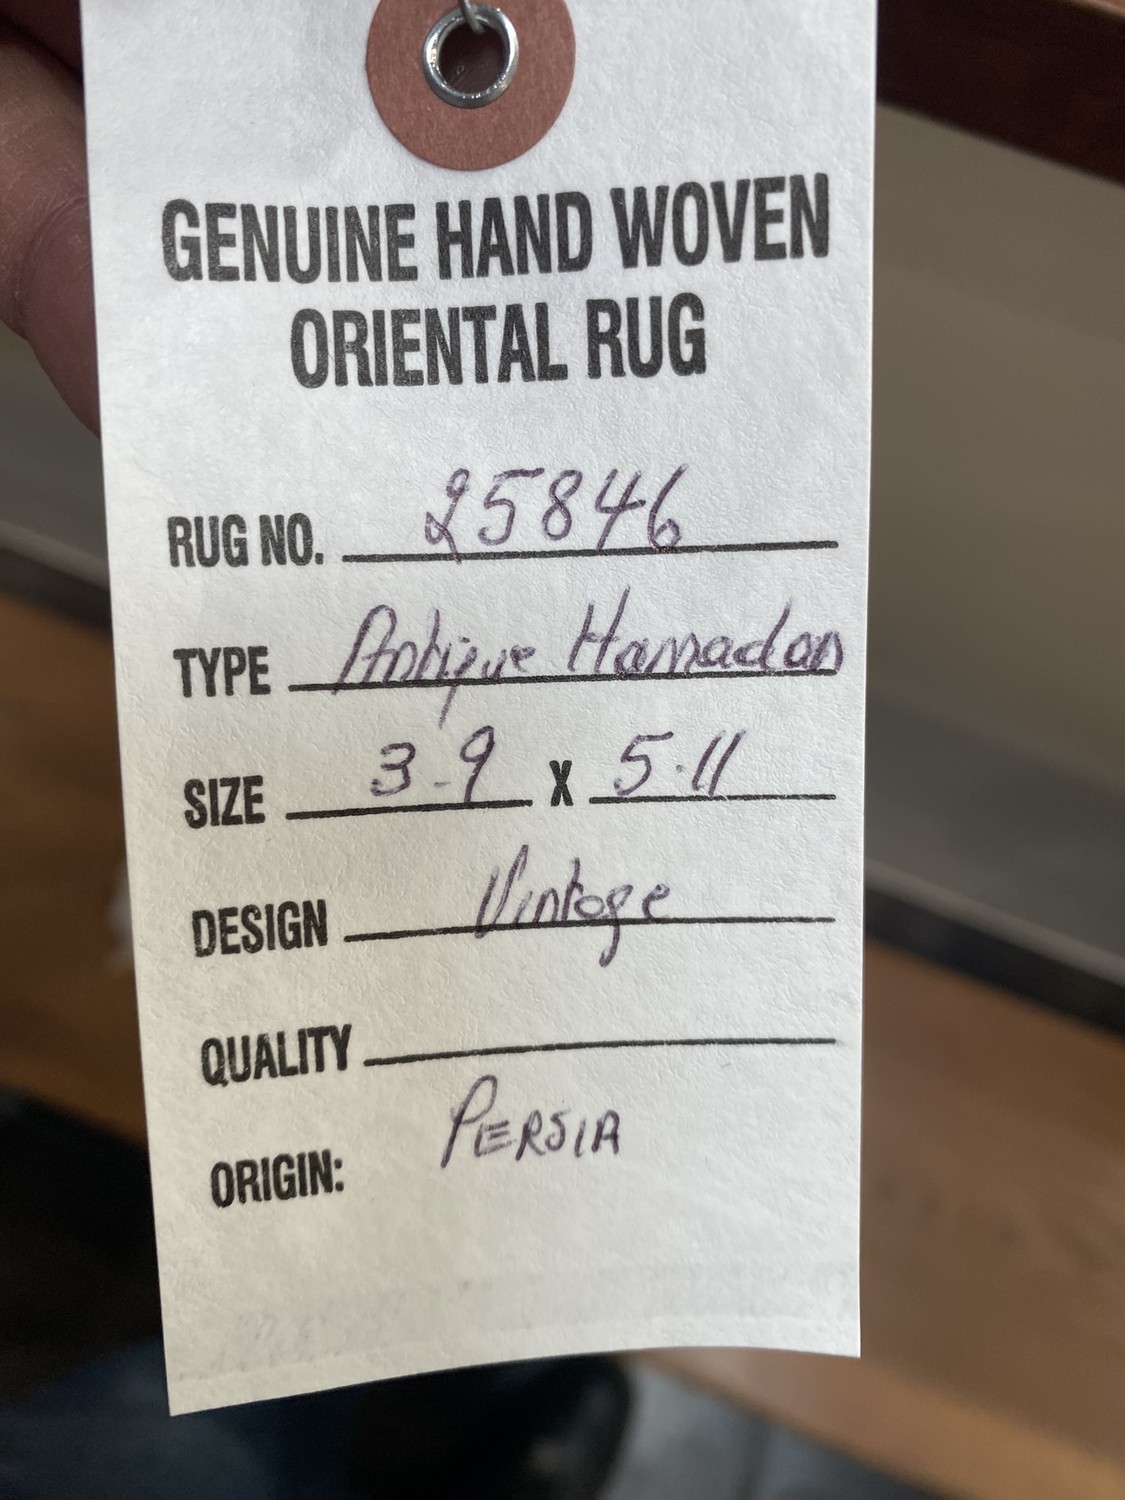 GENUINE HAND WOVEN
ORIENTAL RUG
RUG NO. 25846
TYPE Antique Hamadan
SIZE 3-9 X 5.11
DESIGN Vintage
QUALITY
ORIGIN: PERSIA